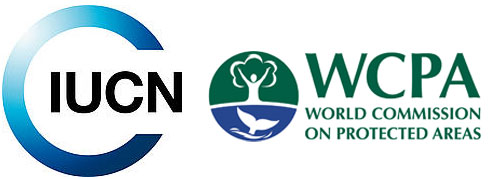 IUCN
WCPA
WORLD COMMISSION
ON PROTECTED AREAS